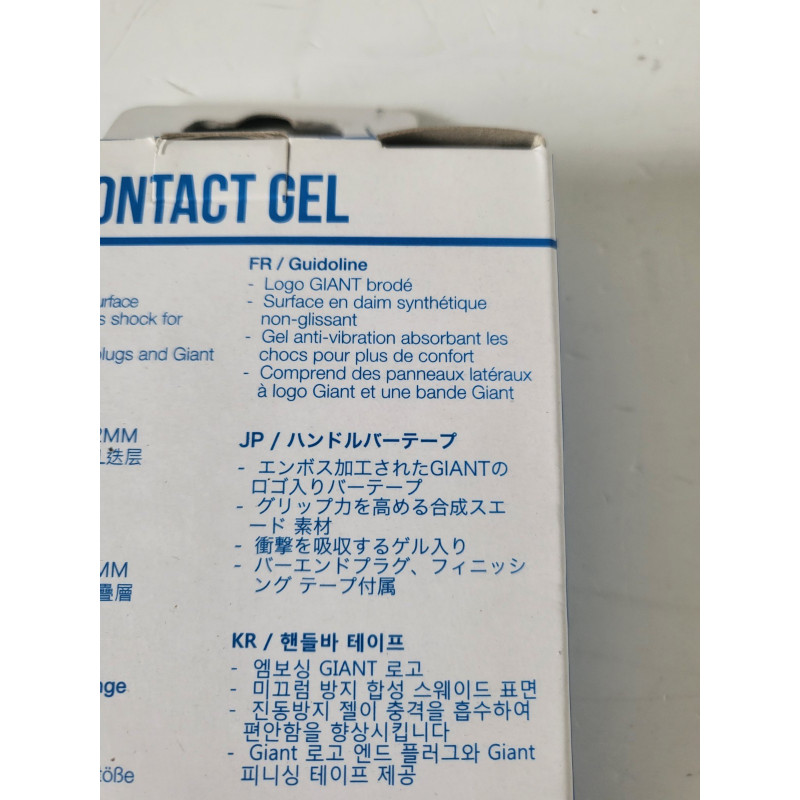 ONTACT GEL
urface
s shock for
plugs and Giant
2MM
L迭层
MM
疊層
nge
töße
FR / Guidoline
- Logo GIANT brodé
- Surface en daim synthétique
non-glissant
- Gel anti-vibration absorbant les
chocs pour plus de confort
- Comprend des panneaux latéraux
à logo Giant et une bande Giant
JP / ハンドルバーテープ
- エンボス加工されたGIANTの
ロゴ入りバーテープ
- グリップ力を高める合成スエ
ード 素材
- 衝撃を吸収するゲル入り
- バーエンドプラグ、フィニッシ
ング テープ付属
KR / 핸들바 테이프
- 엠보싱 GIANT 로고
- 미끄럼 방지 합성 스웨이드 표면
- 진동방지 젤이 충격을 흡수하여
편안함을 향상시킵니다
- Giant 로고 엔드 플러그와 Giant
피니싱 테이프 제공